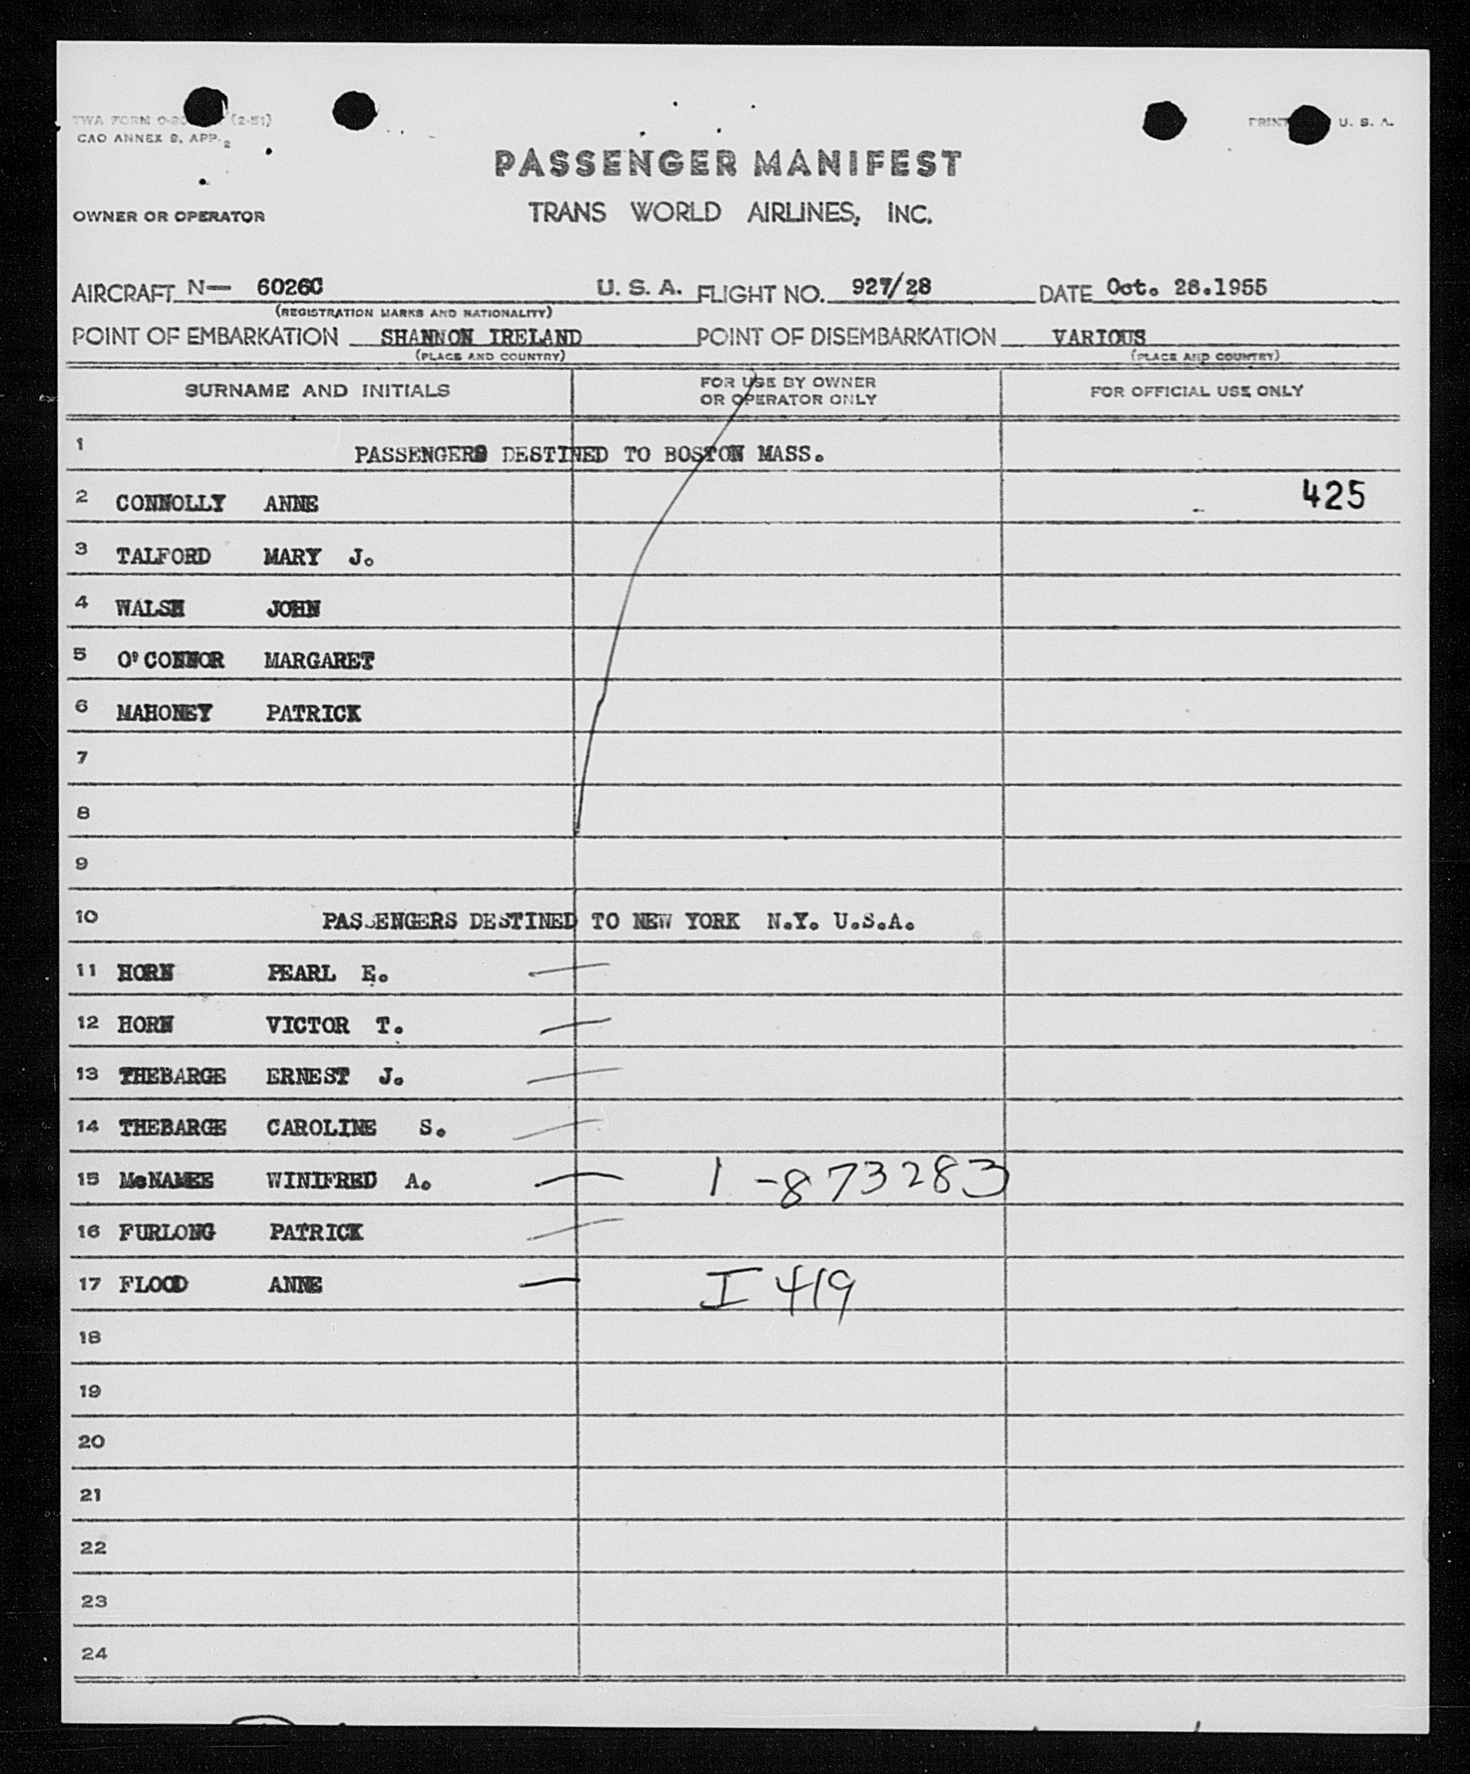 TWA FORM O-20 (2-51) PRINT U. S. A.
CAO ANNEX 9, APP. 2
PASSENGER MANIFEST
OWNER OR OPERATOR TRANS WORLD AIRLINES, INC.
AIRCRAFT N— 6026C U. S. A. FLIGHT NO. 927/28 DATE Oct. 28.1955
(REGISTRATION MARKS AND NATIONALITY)
POINT OF EMBARKATION SHANNON IRELAND POINT OF DISEMBARKATION VARIOUS
(PLACE AND COUNTRY) (PLACE AND COUNTRY)
SURNAME AND INITIALS FOR USE BY OWNER OR OPERATOR ONLY FOR OFFICIAL USE ONLY
1 PASSENGERS DESTINED TO BOSTON MASS.
2 CONNOLLY ANNE 425
3 TALFORD MARY J.
4 WALSH JOHN
5 O'CONNOR MARGARET
6 MAHONEY PATRICK
7
8
9
10 PASSENGERS DESTINED TO NEW YORK N.Y. U.S.A.
11 HORN PEARL E.
12 HORN VICTOR T.
13 THEBARGE ERNEST J.
14 THEBARGE CAROLINE S.
15 McNAMEE WINIFRED A. 1-873283
16 FURLONG PATRICK
17 FLOOD ANNE I 419
18
19
20
21
22
23
24